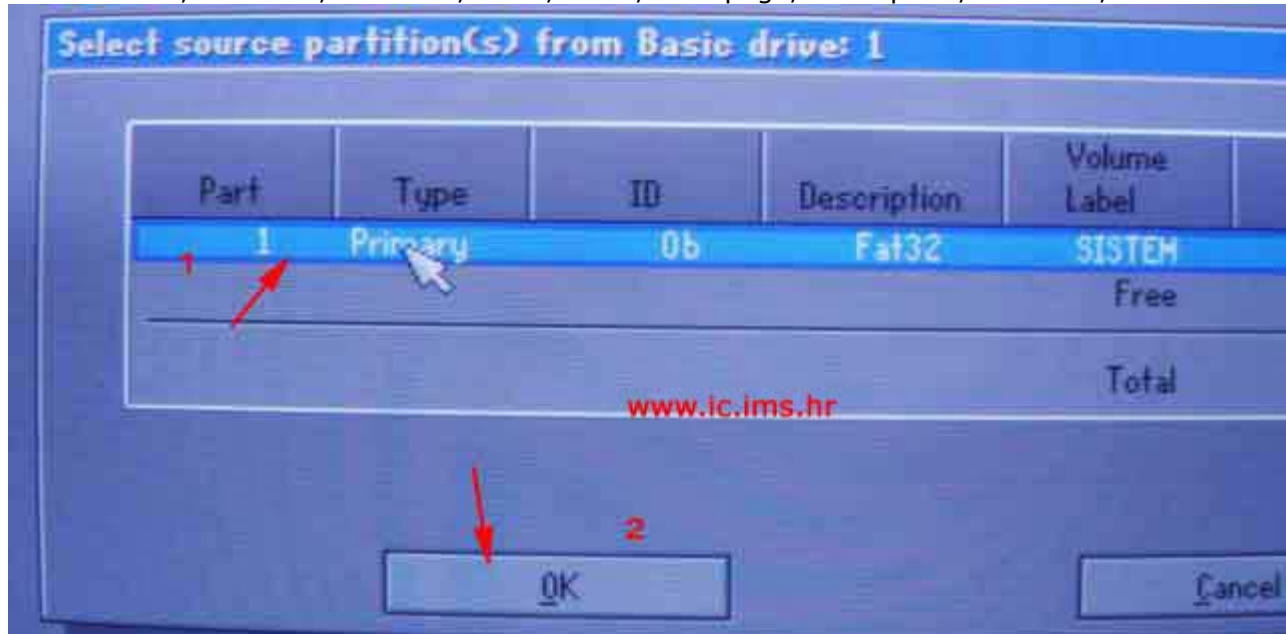 Select source partition(s) from Basic drive: 1
Part Type ID Description Volume Label
1 Primary 0b Fat32 SISTEM
1
Free
Total
www.ic.ims.hr
2
OK Cancel